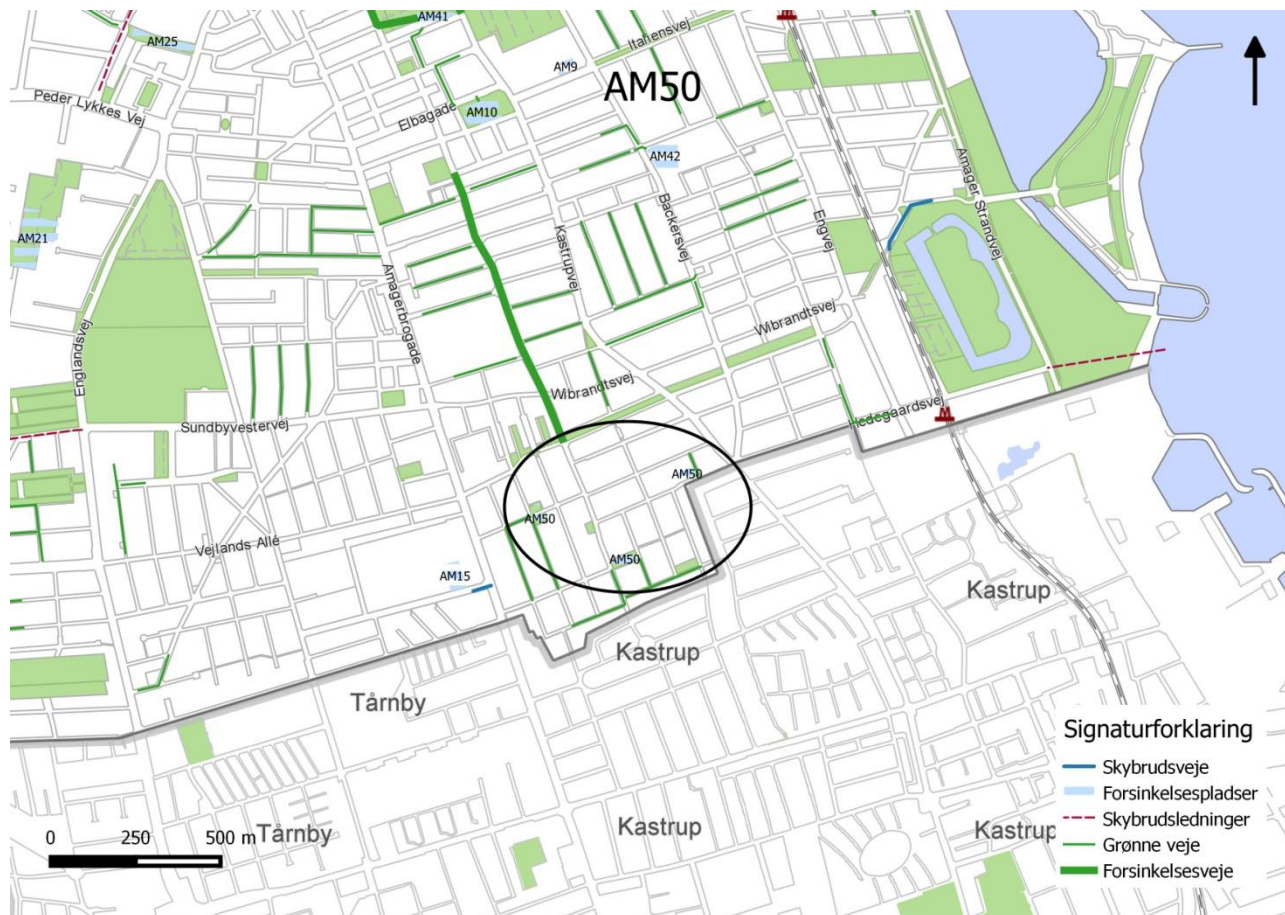 AM41
AM25
Italiensvej
AM9
AM50
Peder Lykkes Vej
Elbagade
AM10
AM42
Amager Strandvej
AM21
Backersvej
Engvej
Kastrupve
Amagerbrogade
Englandsvej
Wibrandtsvej
Wibrandtsvej
Hedegaardsvej
M
M
Sundbyvestervej
AM50
AM50
Vejlands Allé
AM50
AM15
Kastrup
Kastrup
Tårnby
Signaturforklaring
Skybrudsveje
Forsinkelsespladser
Skybrudsledninger
Grønne veje
Forsinkelsesveje
0 250 500 m
Tårnby
Kastrup
Kastrup